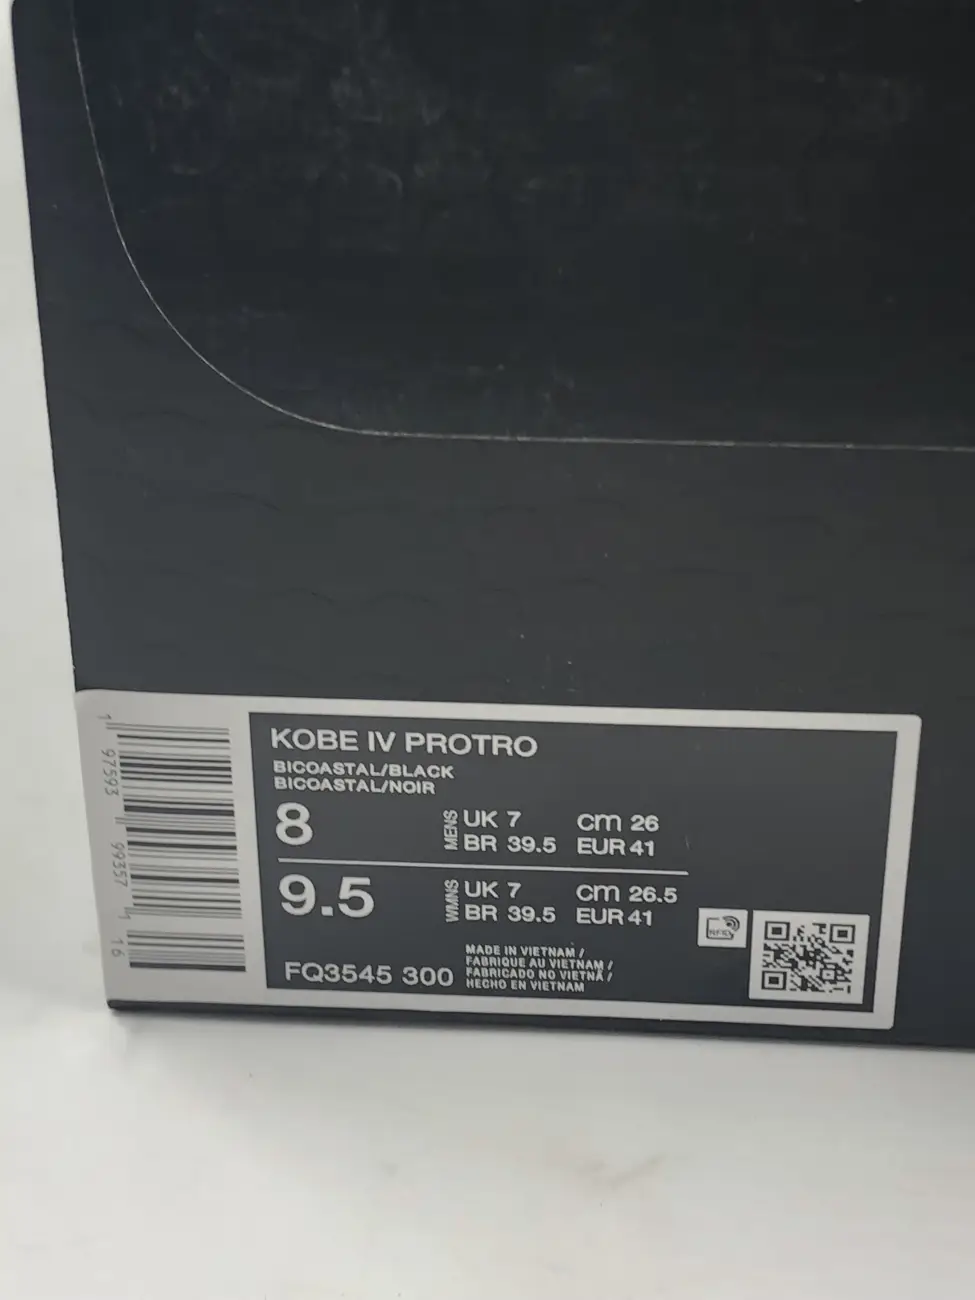 KOBE IV PROTRO
BICOASTAL/BLACK
BICOASTAL/NOIR
8
MENS
UK 7
cm 26
BR 39.5
EUR 41
9.5
WMNS
UK 7
cm 26.5
BR 39.5
EUR 41
FQ3545 300
MADE IN VIETNAM /
FABRIQUE AU VIETNAM /
FABRICADO NO VIETNÃ /
HECHO EN VIETNAM
RFID
1 97593 99357 1 16